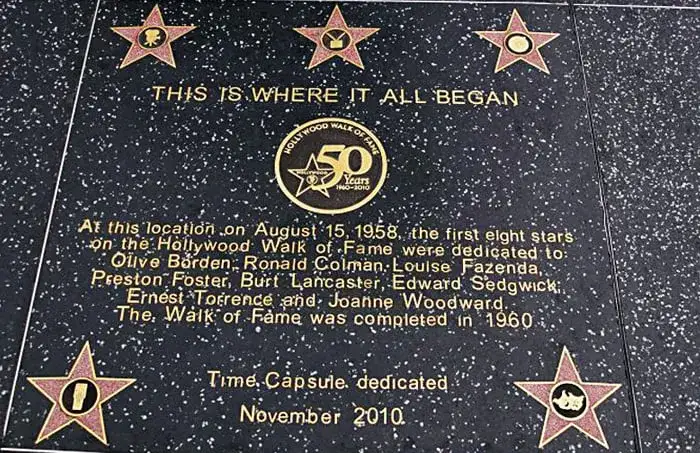 THIS IS WHERE IT ALL BEGAN
HOLLYWOOD WALK OF FAME
50
HOLLYWOOD
Years
1960-2010
At this location on August 15, 1958, the first eight stars
on the Hollywood Walk of Fame were dedicated to:
Olive Borden, Ronald Colman, Louise Fazenda,
Preston Foster, Burt Lancaster, Edward Sedgwick,
Ernest Torrence and Joanne Woodward.
The Walk of Fame was completed in 1960
Time Capsule dedicated
November 2010